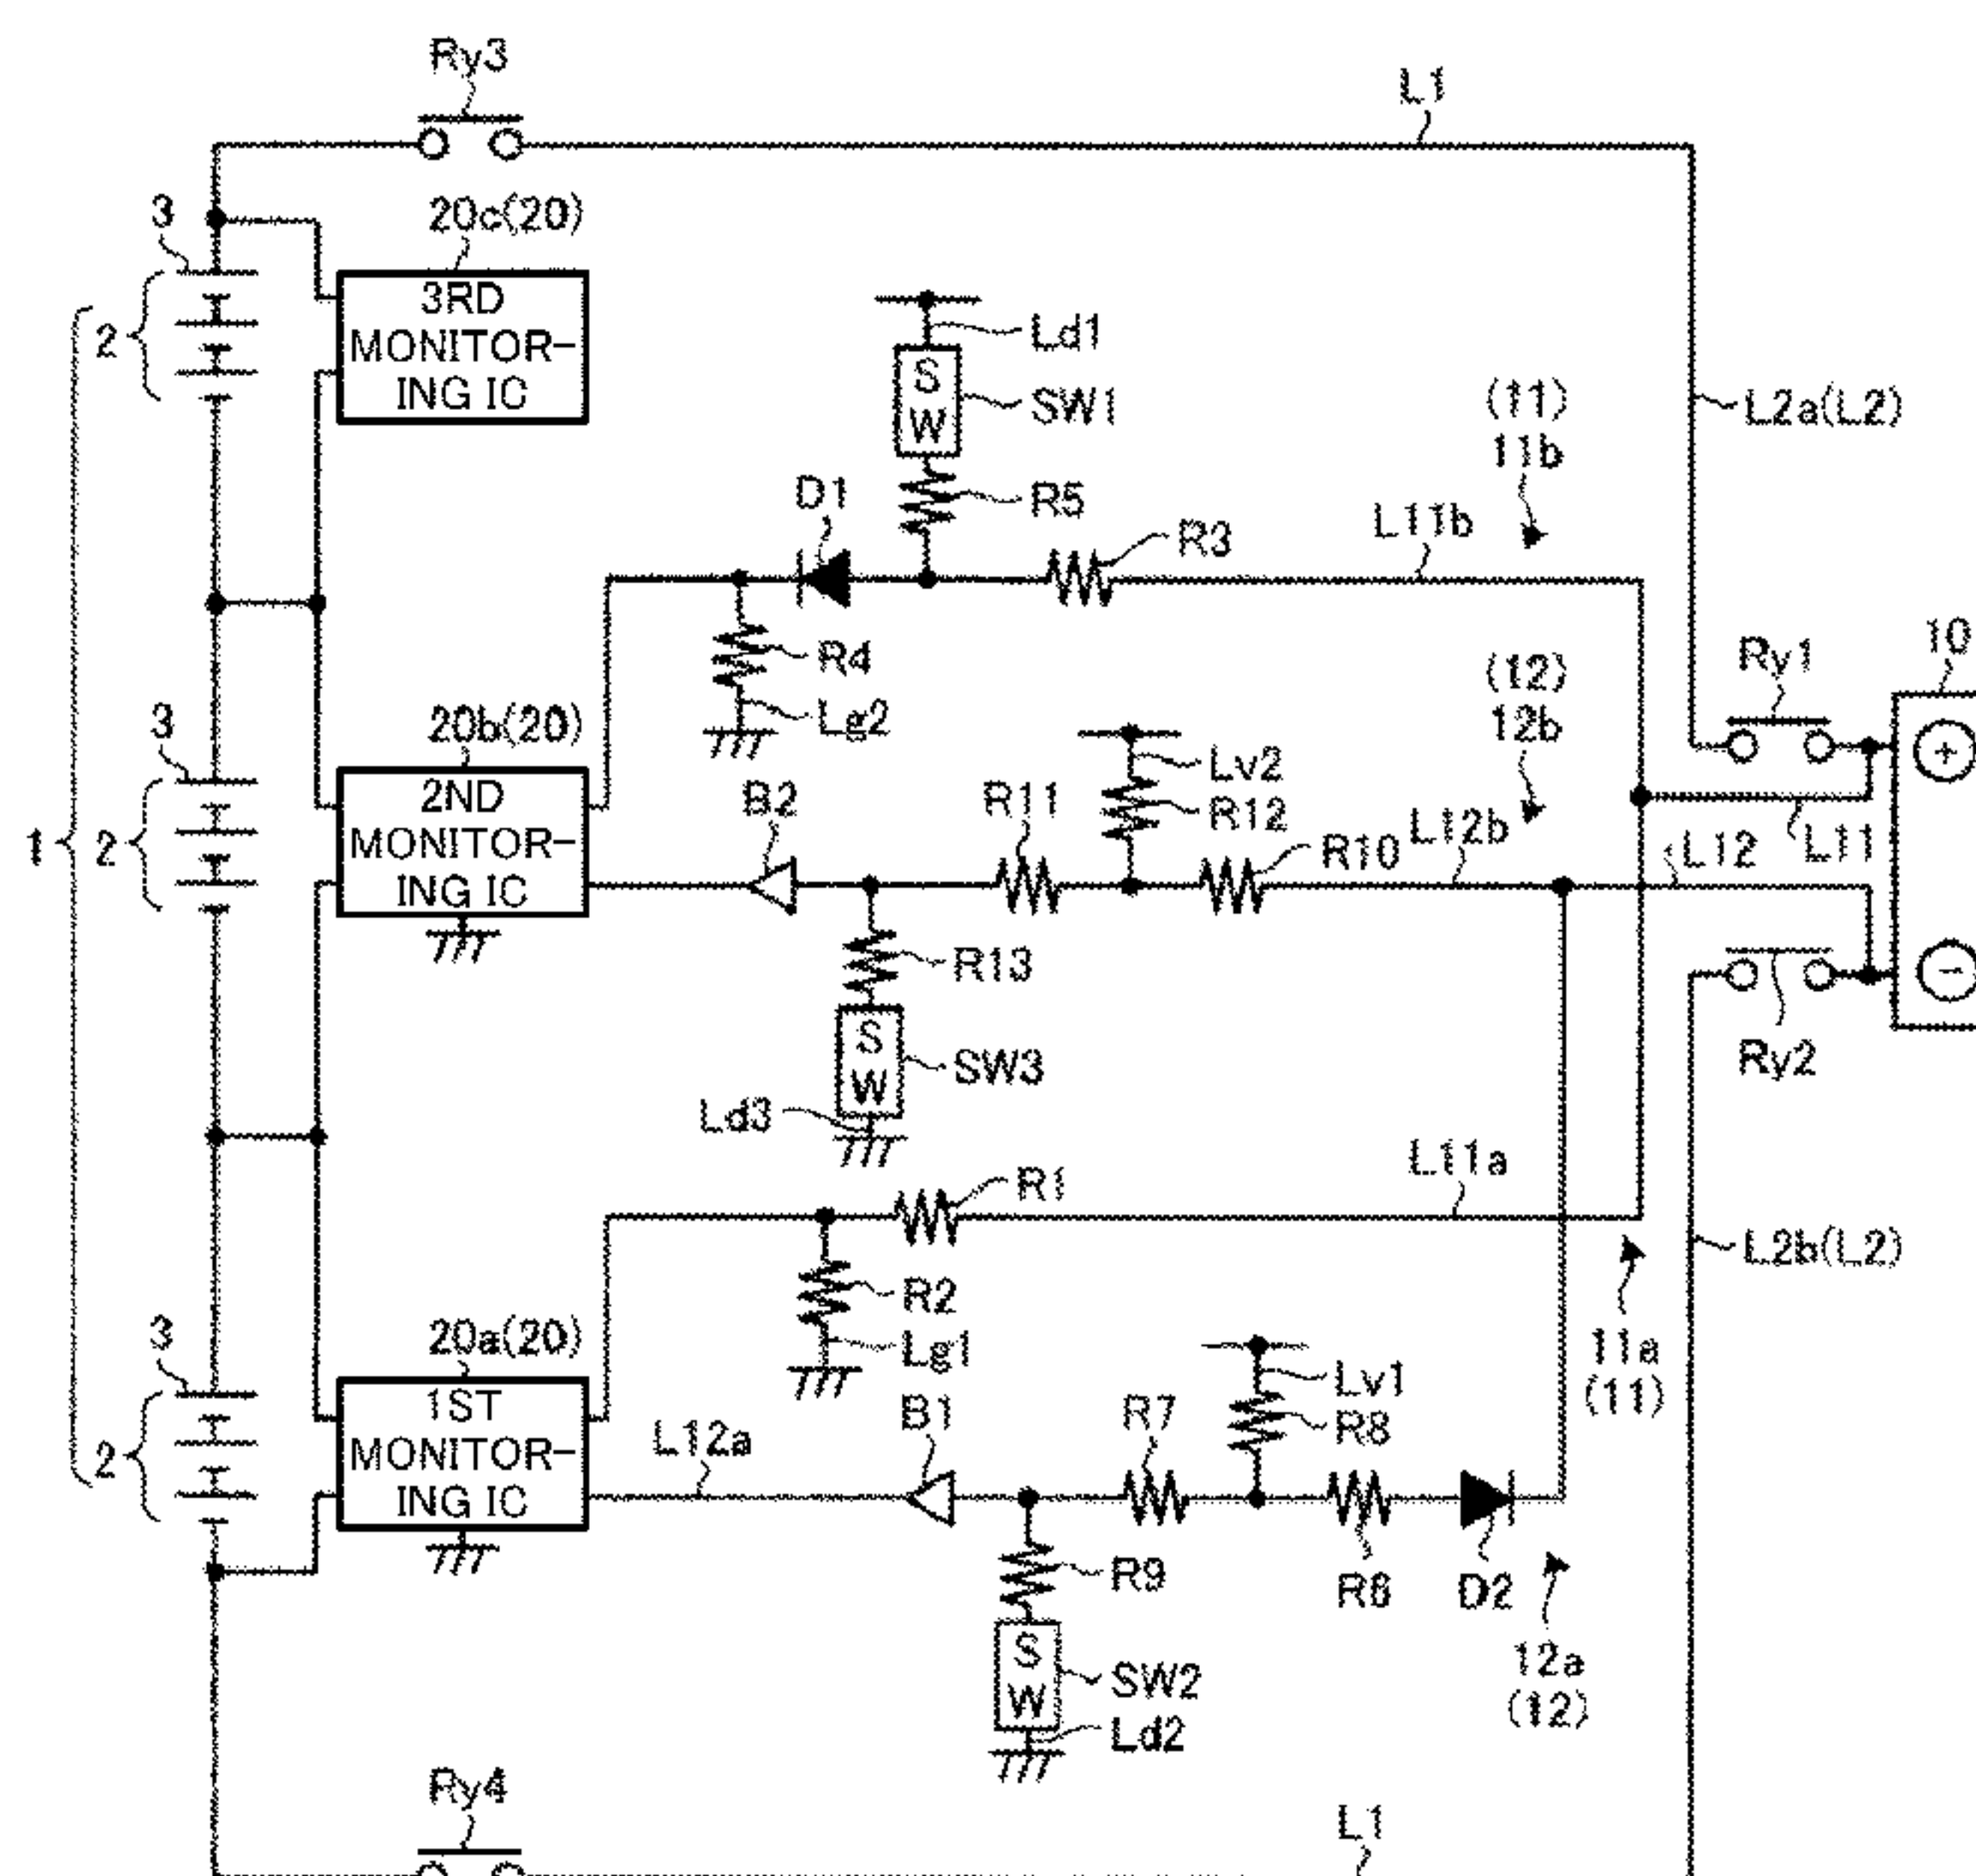 Ry3
L1
3
20c(20)
3RD
MONITOR-
ING IC
2
Ld1
S
W
SW1
(11)
11b
L2a(L2)
D1
R5
R3
L11b
R4
Lg2
(12)
12b
Ry1
10
3
20b(20)
2ND
MONITOR-
ING IC
1
2
B2
R11
Lv2
R12
R10
L12b
L12
L11
+
−
R13
S
W
SW3
Ld3
Ry2
R1
L11a
L2b(L2)
R2
Lg1
3
20a(20)
1ST
MONITOR-
ING IC
2
L12a
B1
R7
Lv1
R8
11a
(11)
R9
R6
D2
S
W
SW2
Ld2
12a
(12)
Ry4
L1